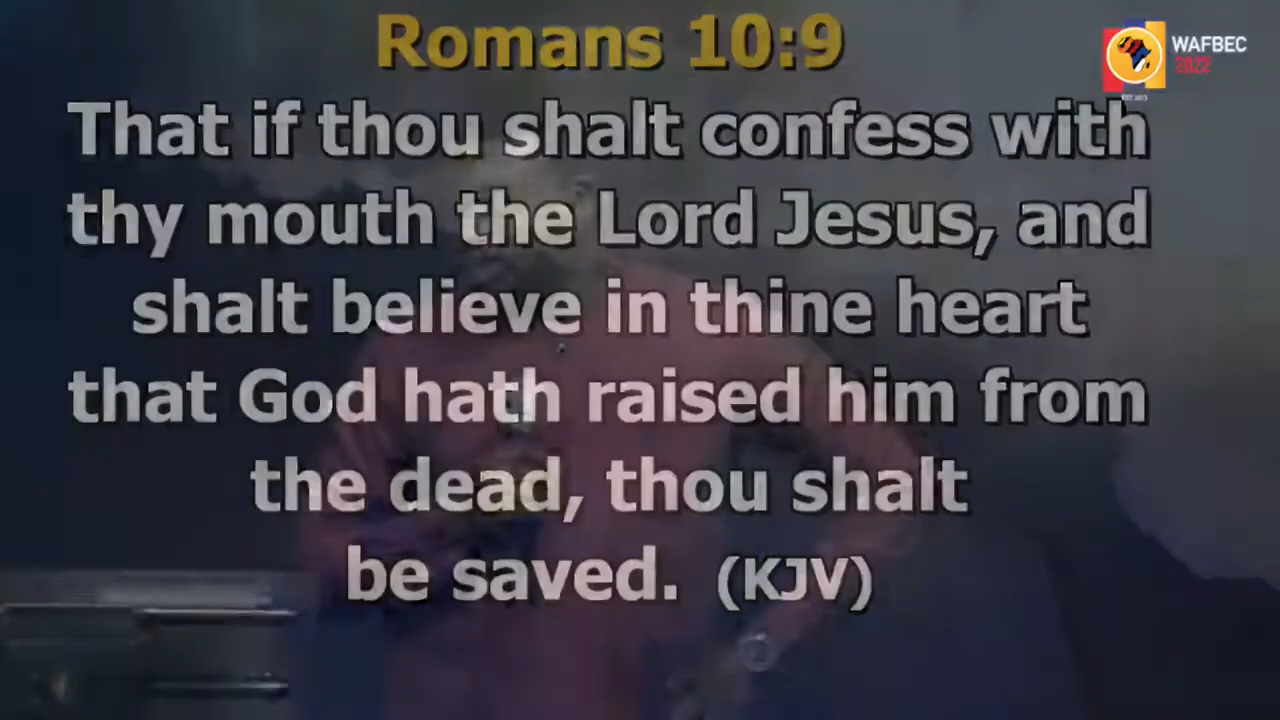 Romans 10:9
WAFBEC
2022
That if thou shalt confess with
thy mouth the Lord Jesus, and
shalt believe in thine heart
that God hath raised him from
the dead, thou shalt
be saved. (KJV)